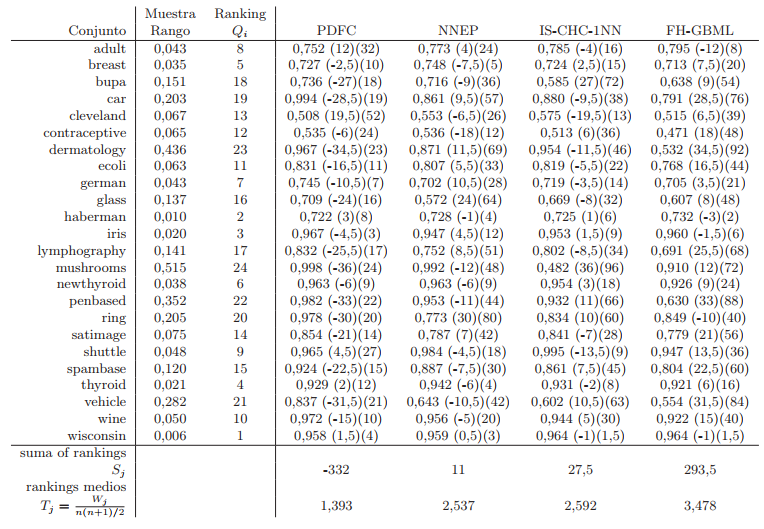 Muestra Ranking
Conjunto Rango Q_i PDFC NNEP IS-CHC-1NN FH-GBML
adult 0,043 8 0,752 (12)(32) 0,773 (4)(24) 0,785 (-4)(16) 0,795 (-12)(8)
breast 0,035 5 0,727 (-2,5)(10) 0,748 (-7,5)(5) 0,724 (2,5)(15) 0,713 (7,5)(20)
bupa 0,151 18 0,736 (-27)(18) 0,716 (-9)(36) 0,585 (27)(72) 0,638 (9)(54)
car 0,203 19 0,994 (-28,5)(19) 0,861 (9,5)(57) 0,880 (-9,5)(38) 0,791 (28,5)(76)
cleveland 0,067 13 0,508 (19,5)(52) 0,553 (-6,5)(26) 0,575 (-19,5)(13) 0,515 (6,5)(39)
contraceptive 0,065 12 0,535 (-6)(24) 0,536 (-18)(12) 0,513 (6)(36) 0,471 (18)(48)
dermatology 0,436 23 0,967 (-34,5)(23) 0,871 (11,5)(69) 0,954 (-11,5)(46) 0,532 (34,5)(92)
ecoli 0,063 11 0,831 (-16,5)(11) 0,807 (5,5)(33) 0,819 (-5,5)(22) 0,768 (16,5)(44)
german 0,043 7 0,745 (-10,5)(7) 0,702 (10,5)(28) 0,719 (-3,5)(14) 0,705 (3,5)(21)
glass 0,137 16 0,709 (-24)(16) 0,572 (24)(64) 0,669 (-8)(32) 0,607 (8)(48)
haberman 0,010 2 0,722 (3)(8) 0,728 (-1)(4) 0,725 (1)(6) 0,732 (-3)(2)
iris 0,020 3 0,967 (-4,5)(3) 0,947 (4,5)(12) 0,953 (1,5)(9) 0,960 (-1,5)(6)
lymphography 0,141 17 0,832 (-25,5)(17) 0,752 (8,5)(51) 0,802 (-8,5)(34) 0,691 (25,5)(68)
mushrooms 0,515 24 0,998 (-36)(24) 0,992 (-12)(48) 0,482 (36)(96) 0,910 (12)(72)
newthyroid 0,038 6 0,963 (-6)(9) 0,963 (-6)(9) 0,954 (3)(18) 0,926 (9)(24)
penbased 0,352 22 0,982 (-33)(22) 0,953 (-11)(44) 0,932 (11)(66) 0,630 (33)(88)
ring 0,205 20 0,978 (-30)(20) 0,773 (30)(80) 0,834 (10)(60) 0,849 (-10)(40)
satimage 0,075 14 0,854 (-21)(14) 0,787 (7)(42) 0,841 (-7)(28) 0,779 (21)(56)
shuttle 0,048 9 0,965 (4,5)(27) 0,984 (-4,5)(18) 0,995 (-13,5)(9) 0,947 (13,5)(36)
spambase 0,120 15 0,924 (-22,5)(15) 0,887 (-7,5)(30) 0,861 (7,5)(45) 0,804 (22,5)(60)
thyroid 0,021 4 0,929 (2)(12) 0,942 (-6)(4) 0,931 (-2)(8) 0,921 (6)(16)
vehicle 0,282 21 0,837 (-31,5)(21) 0,643 (-10,5)(42) 0,602 (10,5)(63) 0,554 (31,5)(84)
wine 0,050 10 0,972 (-15)(10) 0,956 (-5)(20) 0,944 (5)(30) 0,922 (15)(40)
wisconsin 0,006 1 0,958 (1,5)(4) 0,959 (0,5)(3) 0,964 (-1)(1,5) 0,964 (-1)(1,5)
suma of rankings
S_j -332 11 27,5 293,5
rankings medios
T_j = W_j / n(n+1)/2 1,393 2,537 2,592 3,478